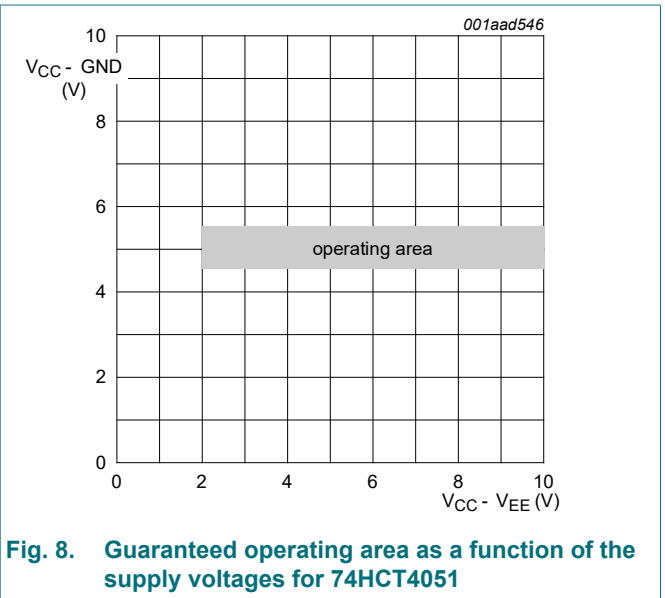 001aad546
10
VCC - GND
(V)
8
6
operating area
4
2
0
0 2 4 6 8 10
VCC - VEE (V)
Fig. 8. Guaranteed operating area as a function of the
supply voltages for 74HCT4051